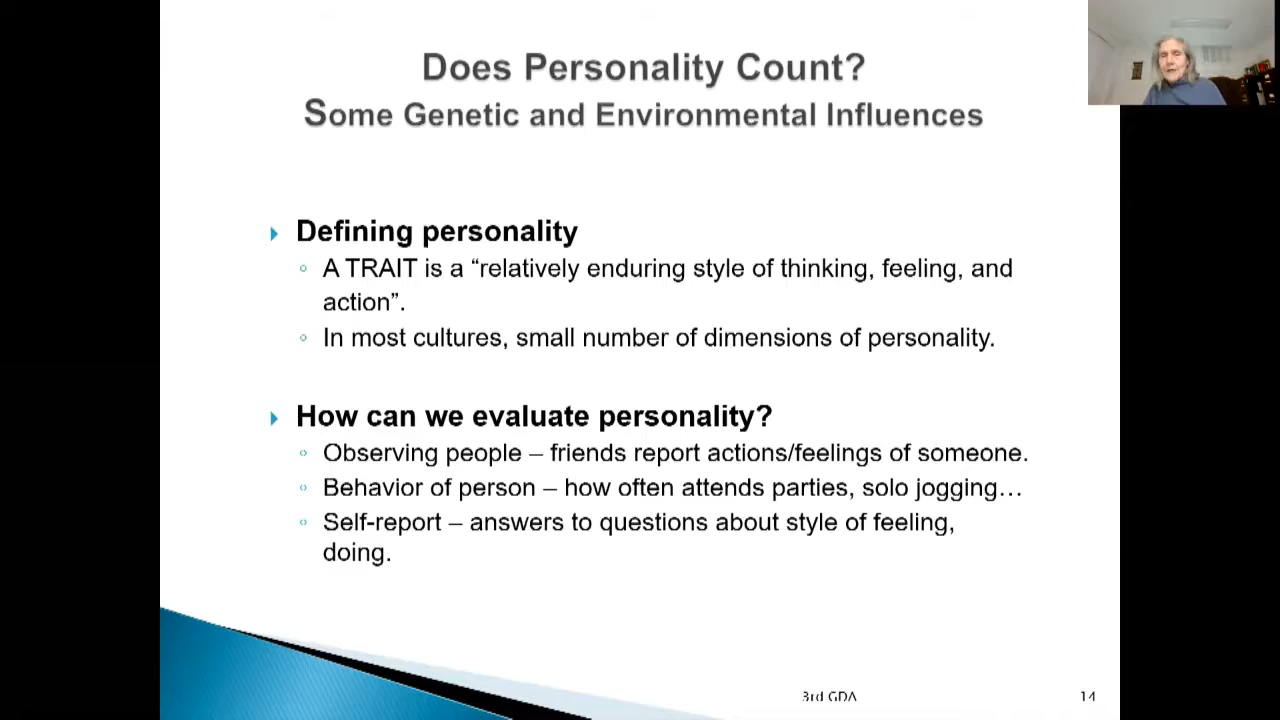 Does Personality Count?
Some Genetic and Environmental Influences
Defining personality
A TRAIT is a “relatively enduring style of thinking, feeling, and
action”.
In most cultures, small number of dimensions of personality.
How can we evaluate personality?
Observing people – friends report actions/feelings of someone.
Behavior of person – how often attends parties, solo jogging…
Self-report – answers to questions about style of feeling,
doing.
3rd GDA
14